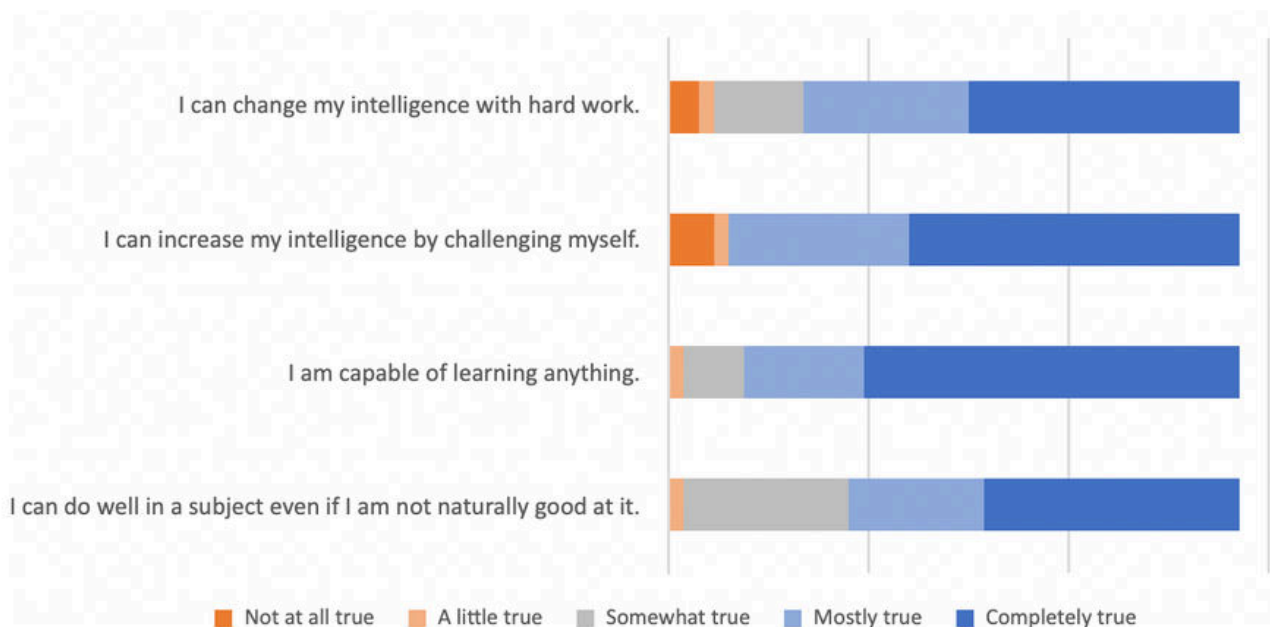 I can change my intelligence with hard work.
I can increase my intelligence by challenging myself.
I am capable of learning anything.
I can do well in a subject even if I am not naturally good at it.
Not at all true A little true Somewhat true Mostly true Completely true